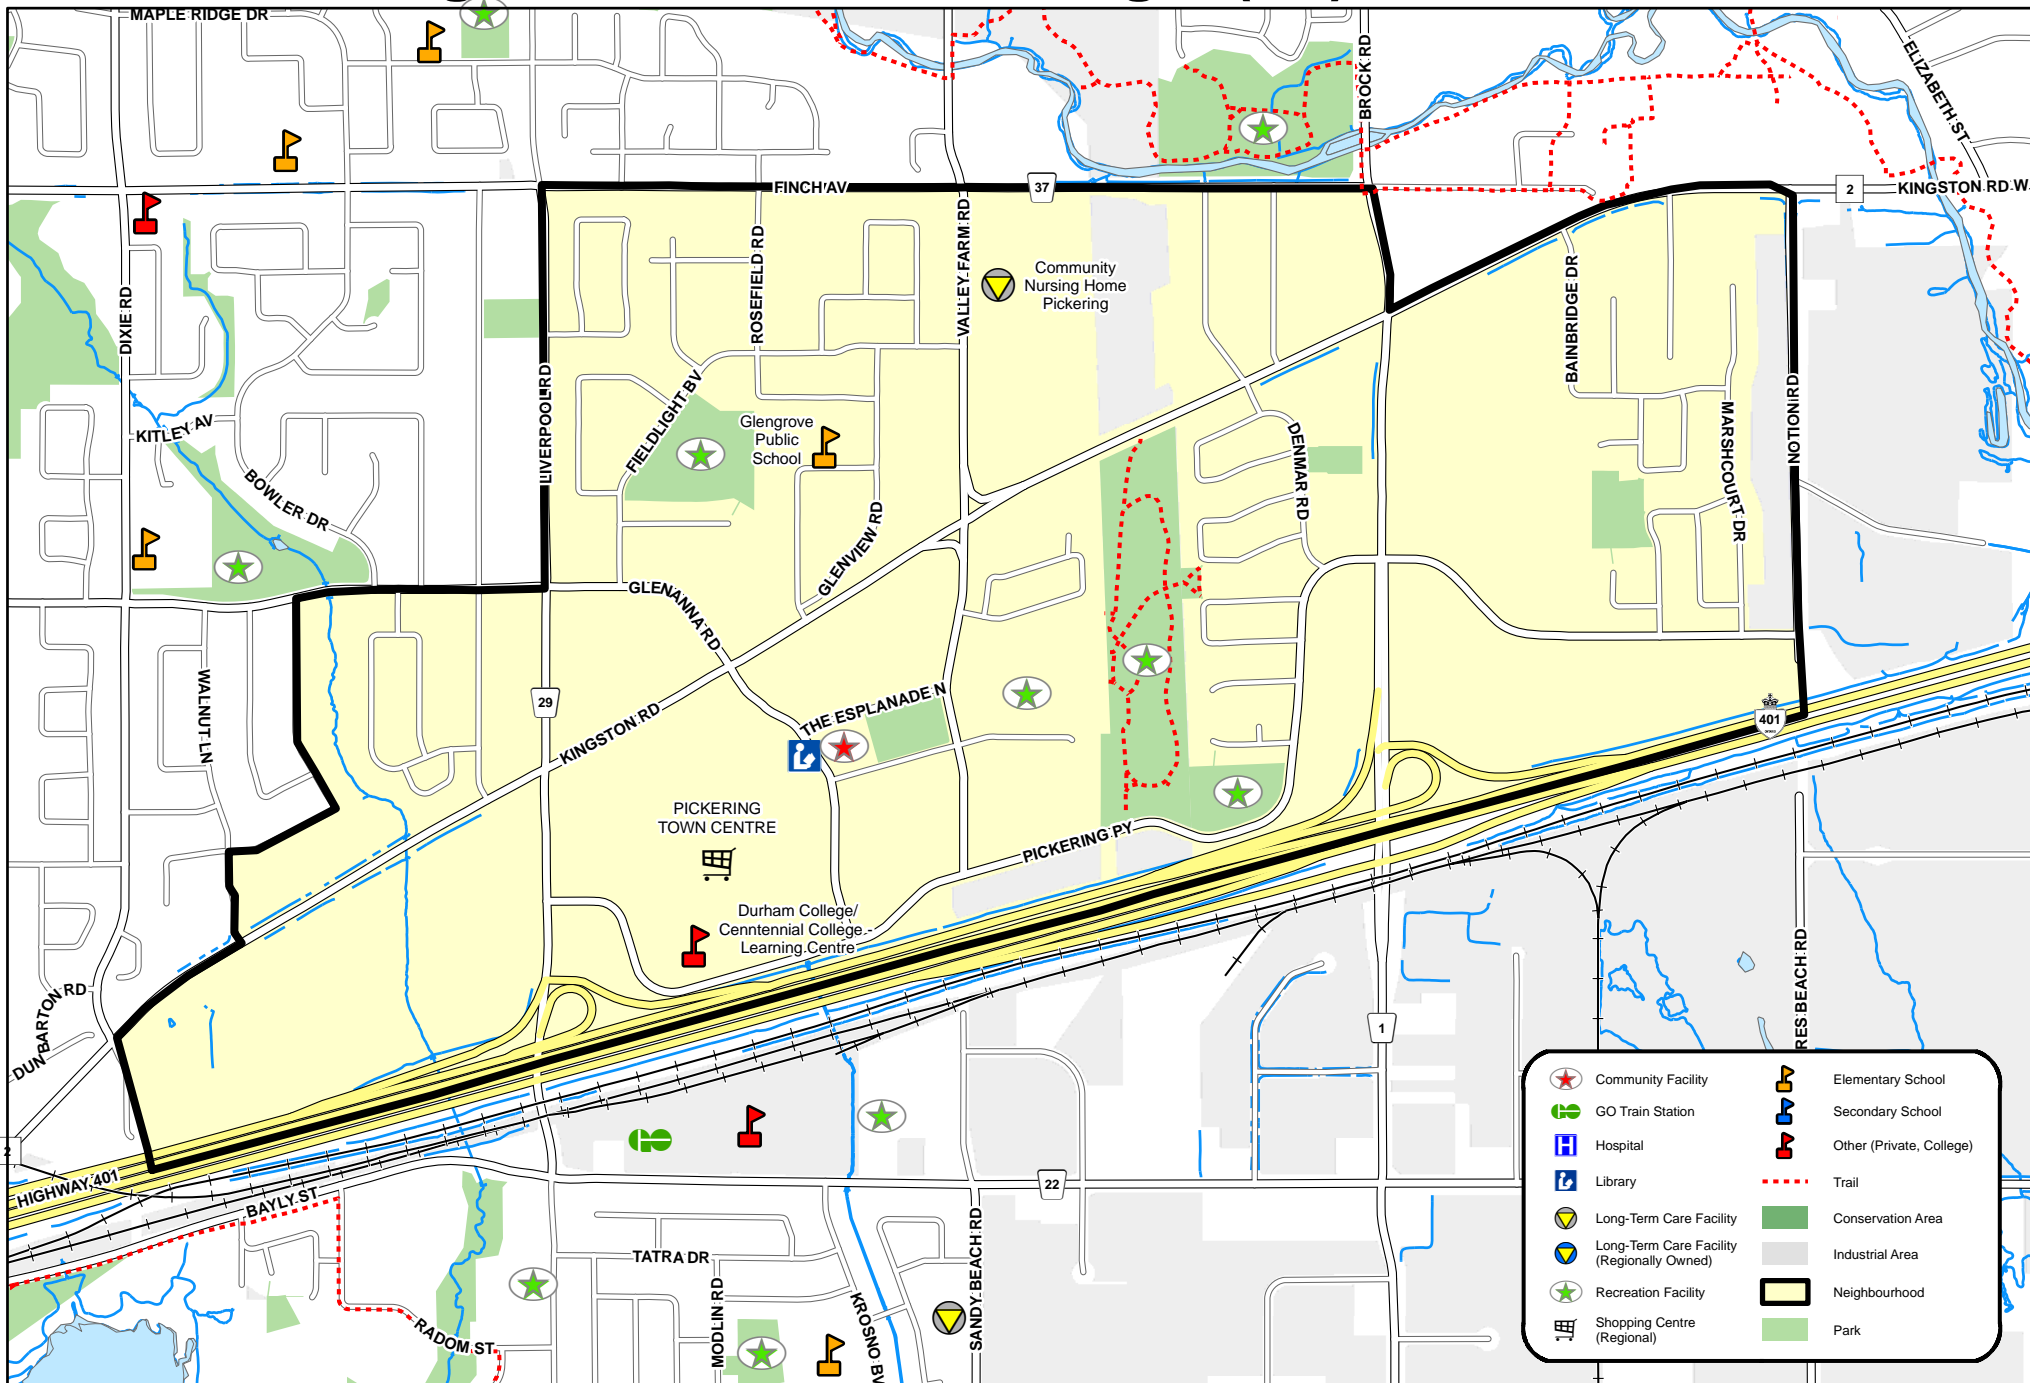 MAPLE RIDGE DR
BROCK RD
ELIZABETH ST
FINCH AV
37
2
KINGSTON RD W
DIXIE RD
LIVERPOOL RD
ROSEFIELD RD
VALLEY FARM RD
Community
Nursing Home
Pickering
BAINBRIDGE DR
NOTION RD
MARSHCOURT DR
FIELDLIGHT BV
Glengrove
Public
School
KITLEY AV
BOWLER DR
DENMAR RD
GLENVIEW RD
GLENANNA RD
WALNUT LN
29
KINGSTON RD
THE ESPLANADE N
401
PICKERING
TOWN CENTRE
PICKERING PY
Durham College/
Cenntennial College -
Learning Centre
DUNBARTON RD
1
2
HIGHWAY 401
BAYLY ST
22
TATRA DR
RADOM ST
MODLIN RD
KROSNO BV
SANDY BEACH RD
Community Facility
GO Train Station
Hospital
Library
Long-Term Care Facility
Long-Term Care Facility
(Regionally Owned)
Recreation Facility
Shopping Centre
(Regional)
Elementary School
Secondary School
Other (Private, College)
Trail
Conservation Area
Industrial Area
Neighbourhood
Park